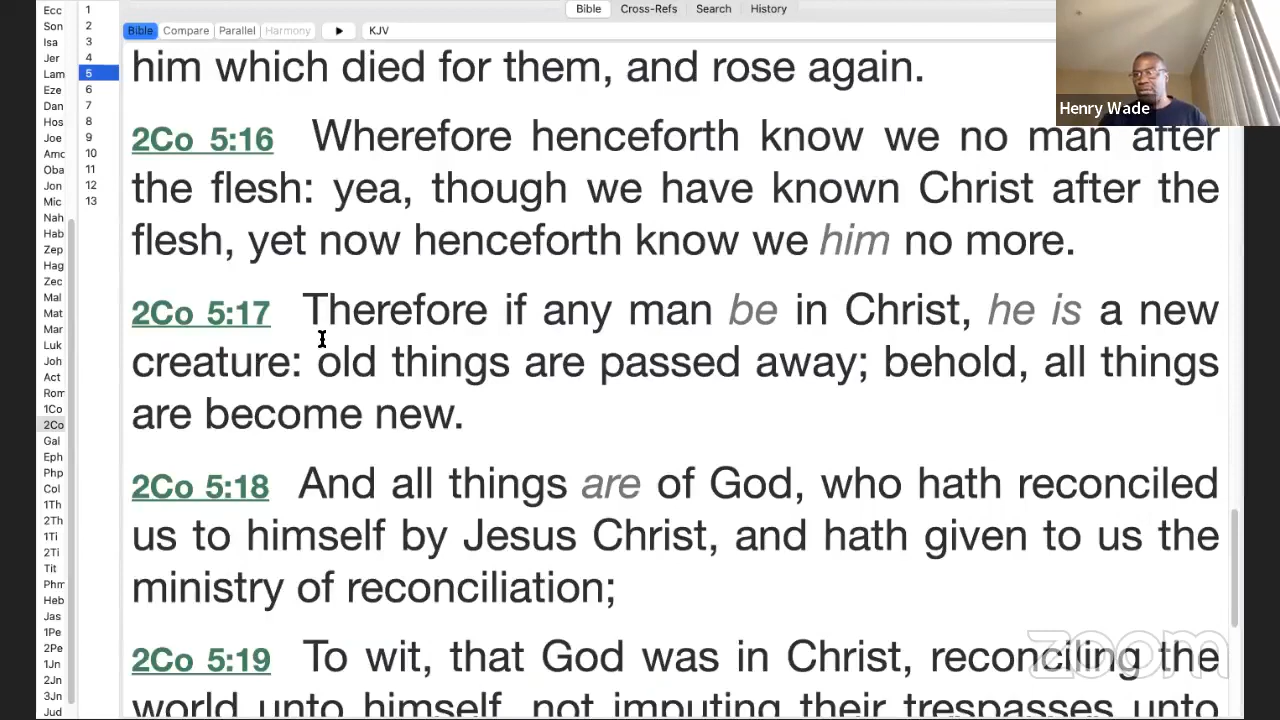 Bible Cross-Refs Search History
Bible Compare Parallel Harmony KJV
Ecc
Son
Isa
Jer
Lam
Eze
Dan
Hos
Joe
Amo
Oba
Jon
Mic
Nah
Hab
Zep
Hag
Zec
Mal
Mat
Mar
Luk
Joh
Act
Rom
1Co
2Co
Gal
Eph
Php
Col
1Th
2Th
1Ti
2Ti
Tit
Phm
Heb
Jas
1Pe
2Pe
1Jn
2Jn
3Jn
Jud
1
2
3
4
5
6
7
8
9
10
11
12
13
him which died for them, and rose again.
2Co 5:16 Wherefore henceforth know we no man after
the flesh: yea, though we have known Christ after the
flesh, yet now henceforth know we him no more.
2Co 5:17 Therefore if any man be in Christ, he is a new
creature: old things are passed away; behold, all things
are become new.
2Co 5:18 And all things are of God, who hath reconciled
us to himself by Jesus Christ, and hath given to us the
ministry of reconciliation;
2Co 5:19 To wit, that God was in Christ, reconciling the
world unto himself, not imputing their trespasses unto
Henry Wade
zoom